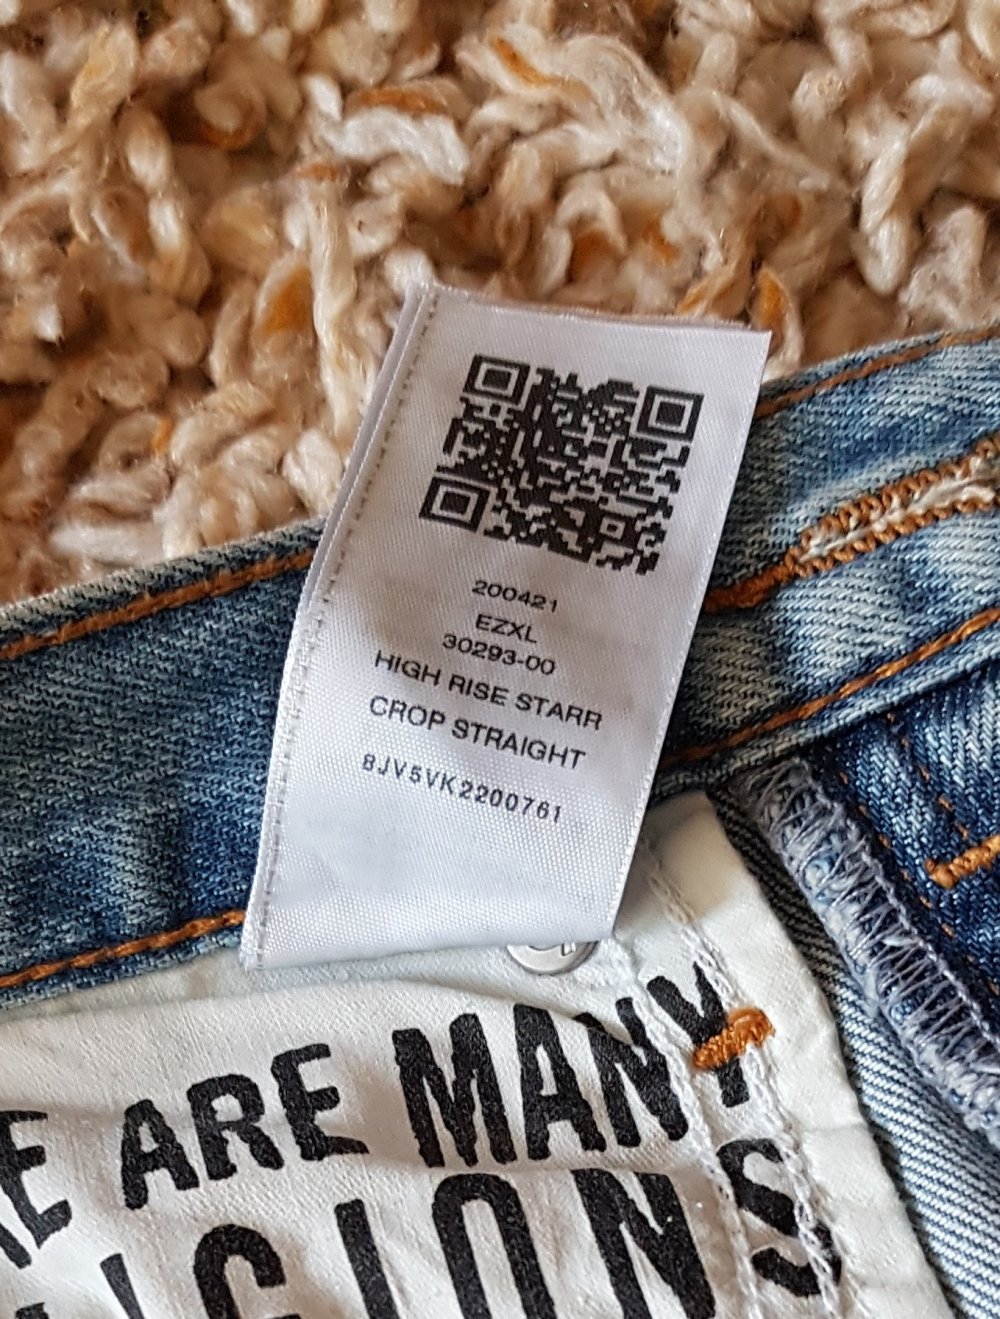 200421
EZXL
30293-00
HIGH RISE STARR
CROP STRAIGHT
8JV5VK2200761
ARE MANY